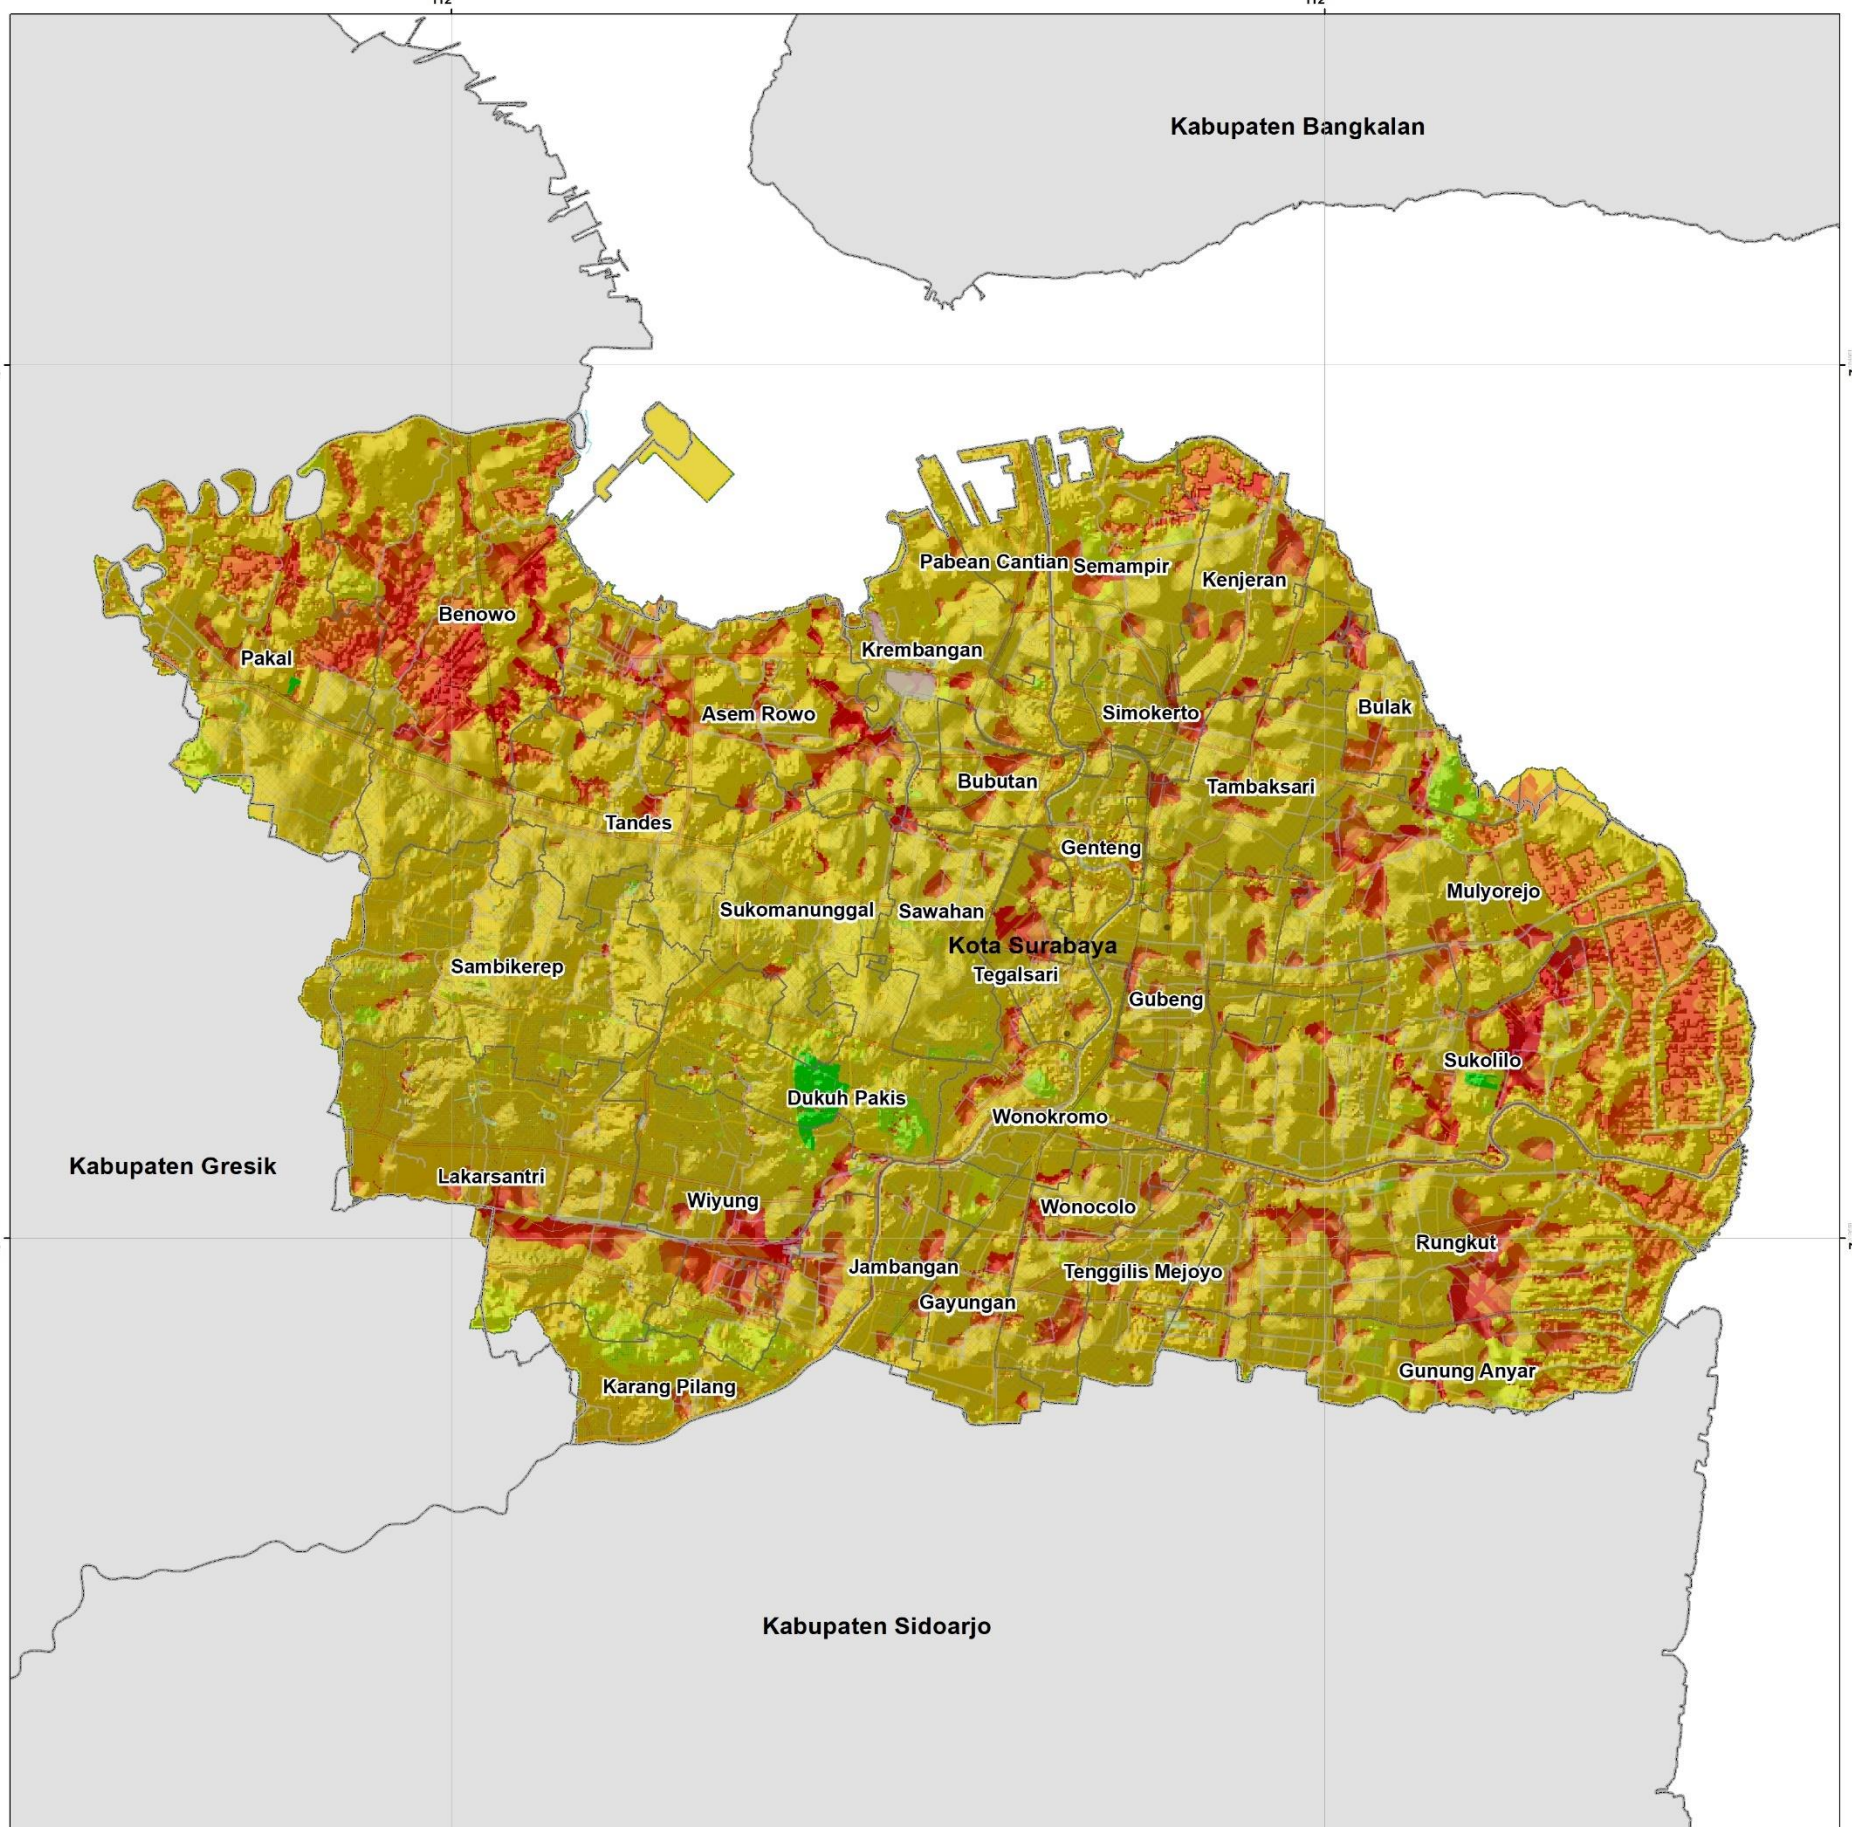 112
112
Kabupaten Bangkalan
Pabean Cantian
Semampir
Kenjeran
Benowo
Krembangan
Pakal
Bulak
Asem Rowo
Simokerto
Bubutan
Tambaksari
Tandes
Genteng
Mulyorejo
Sukomanunggal
Sawahan
Kota Surabaya
Sambikerep
Tegalsari
Gubeng
Sukolilo
Dukuh Pakis
Wonokromo
Kabupaten Gresik
Lakarsantri
Wiyung
Wonocolo
Rungkut
Jambangan
Tenggilis Mejoyo
Gayungan
Gunung Anyar
Karang Pilang
Kabupaten Sidoarjo